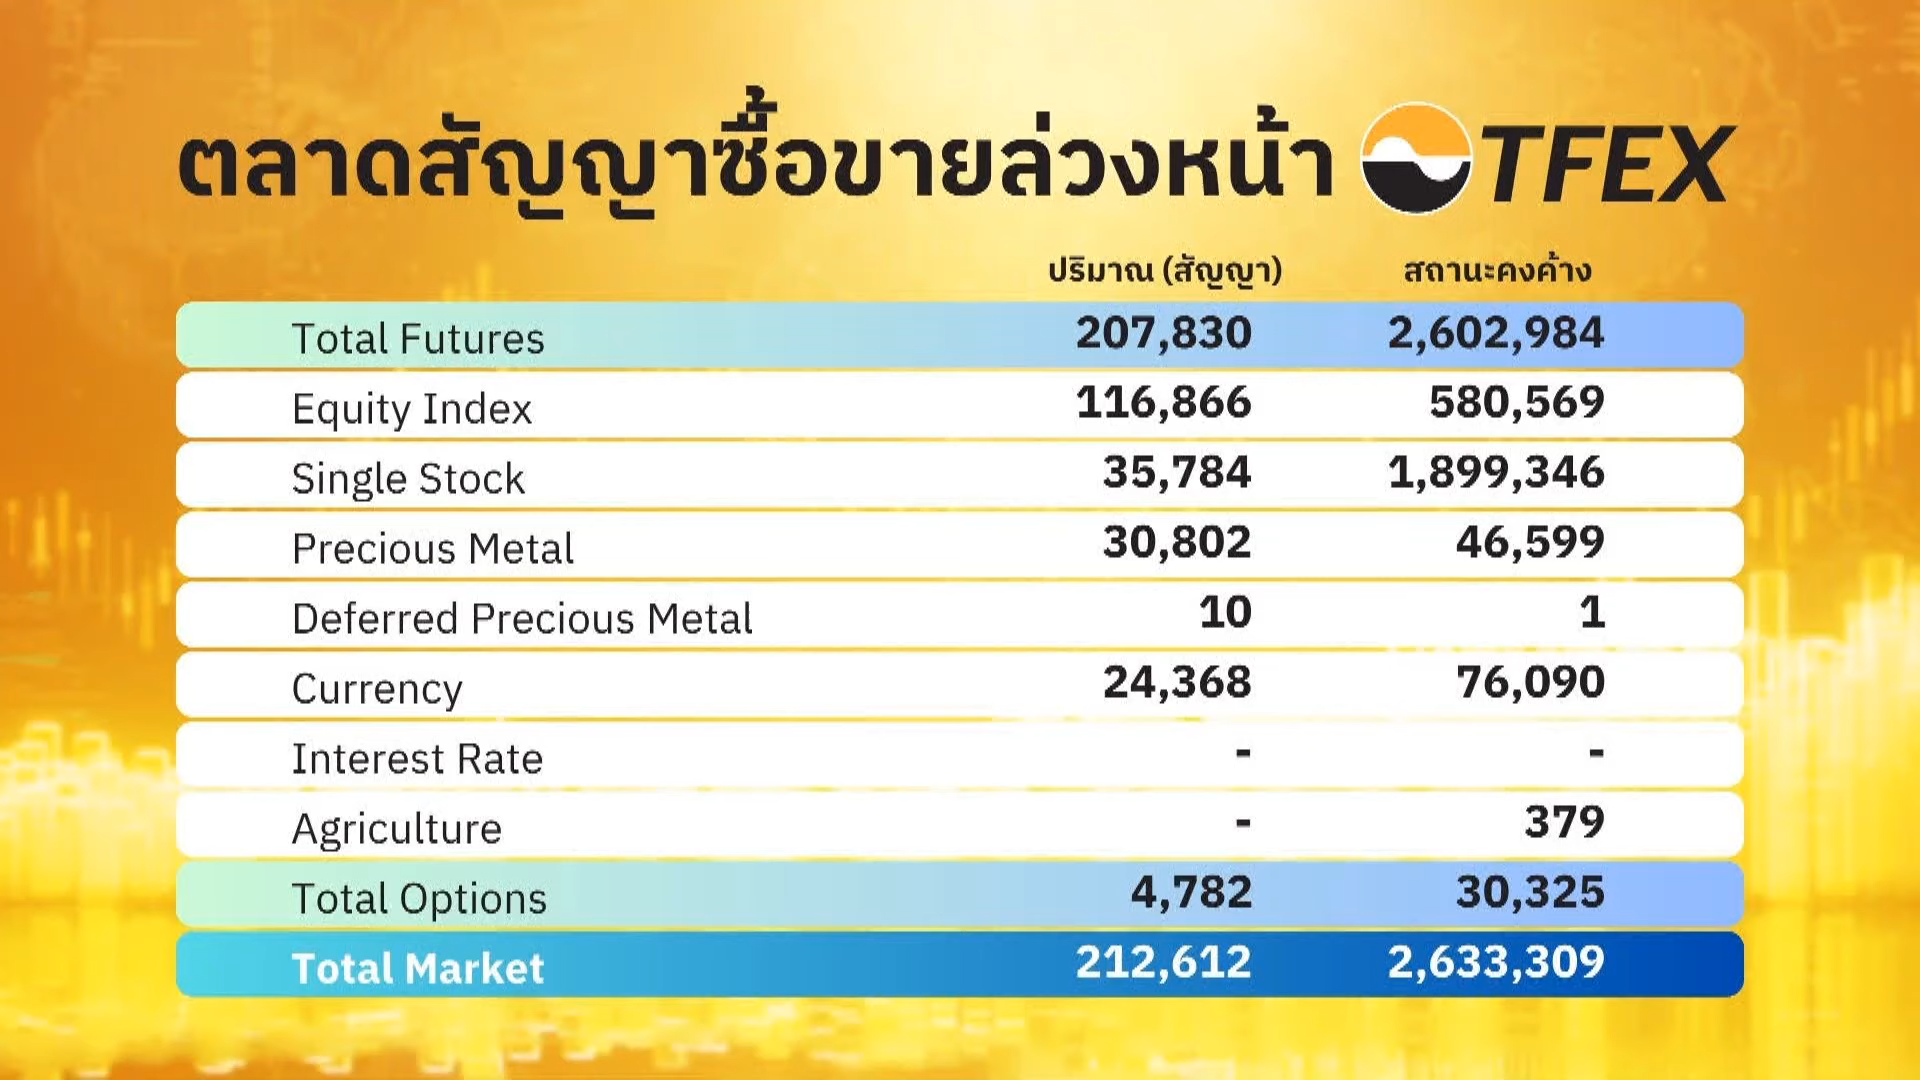 ตลาดสัญญาซื้อขายล่วงหน้า TFEX
ปริมาณ (สัญญา) สถานะคงค้าง
Total Futures 207,830 2,602,984
Equity Index 116,866 580,569
Single Stock 35,784 1,899,346
Precious Metal 30,802 46,599
Deferred Precious Metal 10 1
Currency 24,368 76,090
Interest Rate - -
Agriculture - 379
Total Options 4,782 30,325
Total Market 212,612 2,633,309